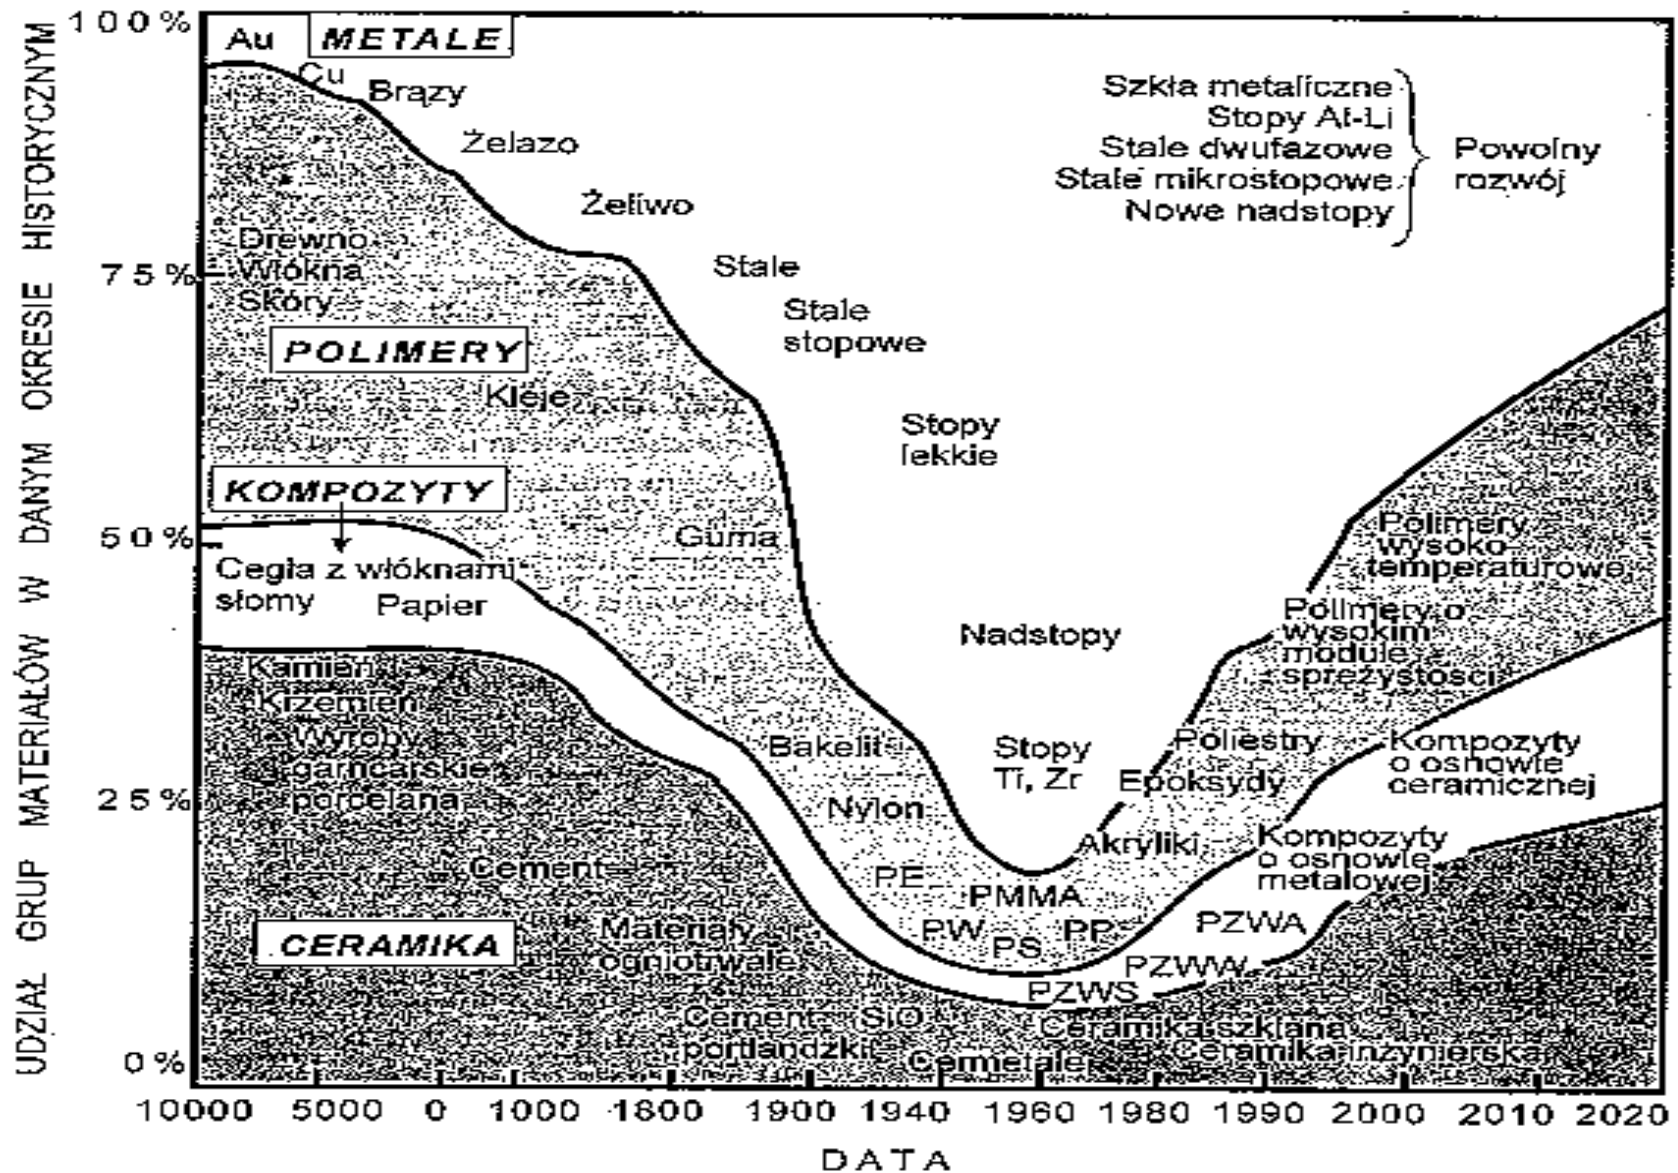 UDZIAŁ GRUP MATERIAŁÓW W DANYM OKRESIE HISTORYCZNYM
100%
75%
50%
25%
0%
Au
METALE
Cu
Brązy
Żelazo
Żeliwo
Stale
Stale
stopowe
Stopy
lekkie
Nadstopy
Stopy
Ti, Zr
Szkła metaliczne
Stopy Al-Li
Stale dwufazowe
Stale mikrostopowe
Nowe nadstopy
Powolny
rozwój
Drewno
Włókna
Skóry
POLIMERY
Kleje
Guma
Bakelit
Nylon
PE
PMMA
PW
PS
PP
Akryliki
Epoksydy
Poliestry
Polimery o
wysokim
module
sprężystości
Polimery
wysoko-
temperaturowe
KOMPOZYTY
Cegła z włóknami
słomy
Papier
PZWS
PZWW
PZWA
Kompozyty
o osnowie
metalowej
Kompozyty
o osnowie
ceramicznej
Kamień
Krzemień
Wyroby
garncarskie
porcelana
Cement
CERAMIKA
Materiały
ogniotrwałe
Cement
portlandzki
SiO
Cermetale
Ceramika szklana
Ceramika inżynierska
10000 5000 0 1000 1800 1900 1940 1960 1980 1990 2000 2010 2020
DATA